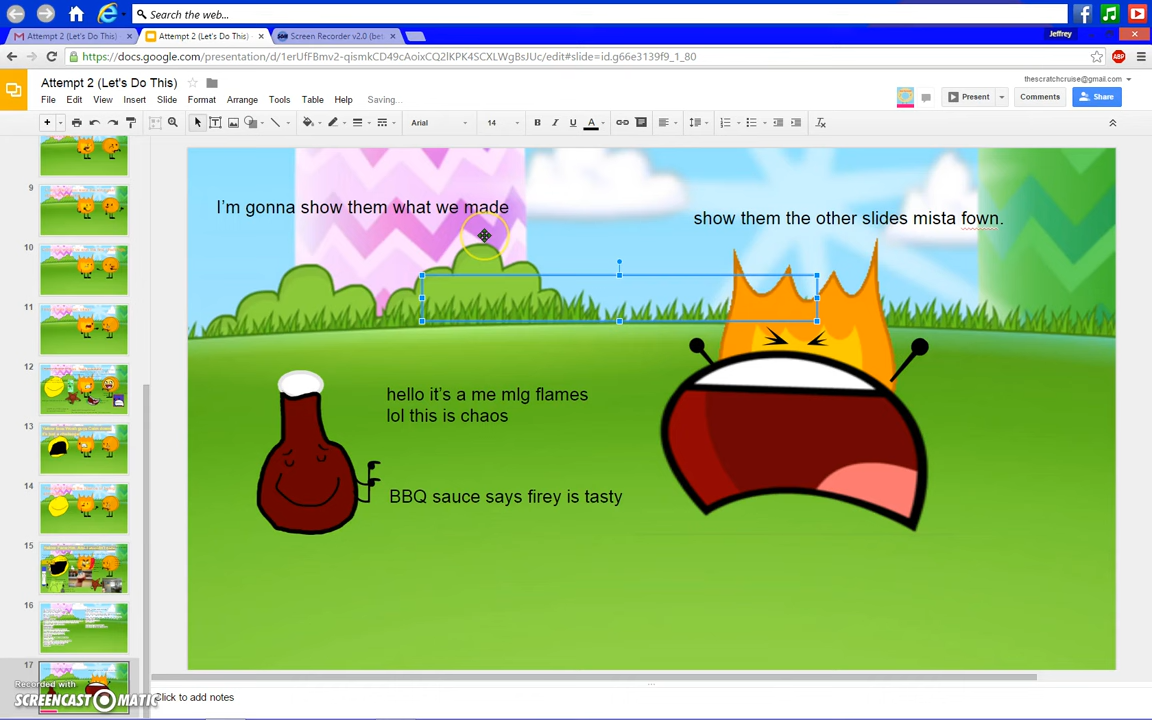 Search the web...
Attempt 2 (Let's Do This)
Attempt 2 (Let's Do This)
Screen Recorder v2.0 (bet
Jeffrey
https://docs.google.com/presentation/d/1erUfFBmv2-qismkCD49cAoixCQ2lKPK4SCXLWgBsJUc/edit#slide=id.g66e3139f9_1_80
ABP
Attempt 2 (Let's Do This)
thescratchcruise@gmail.com
File Edit View Insert Slide Format Arrange Tools Table Help Saving...
Present Comments Share
Arial 14 B I U A
I'm gonna show them what we made
show them the other slides mista fown.
hello it's a me mlg flames
lol this is chaos
BBQ sauce says firey is tasty
9
10
11
12
13
14
15
16
17
Recorded with
SCREENCAST-O-MATIC
Click to add notes